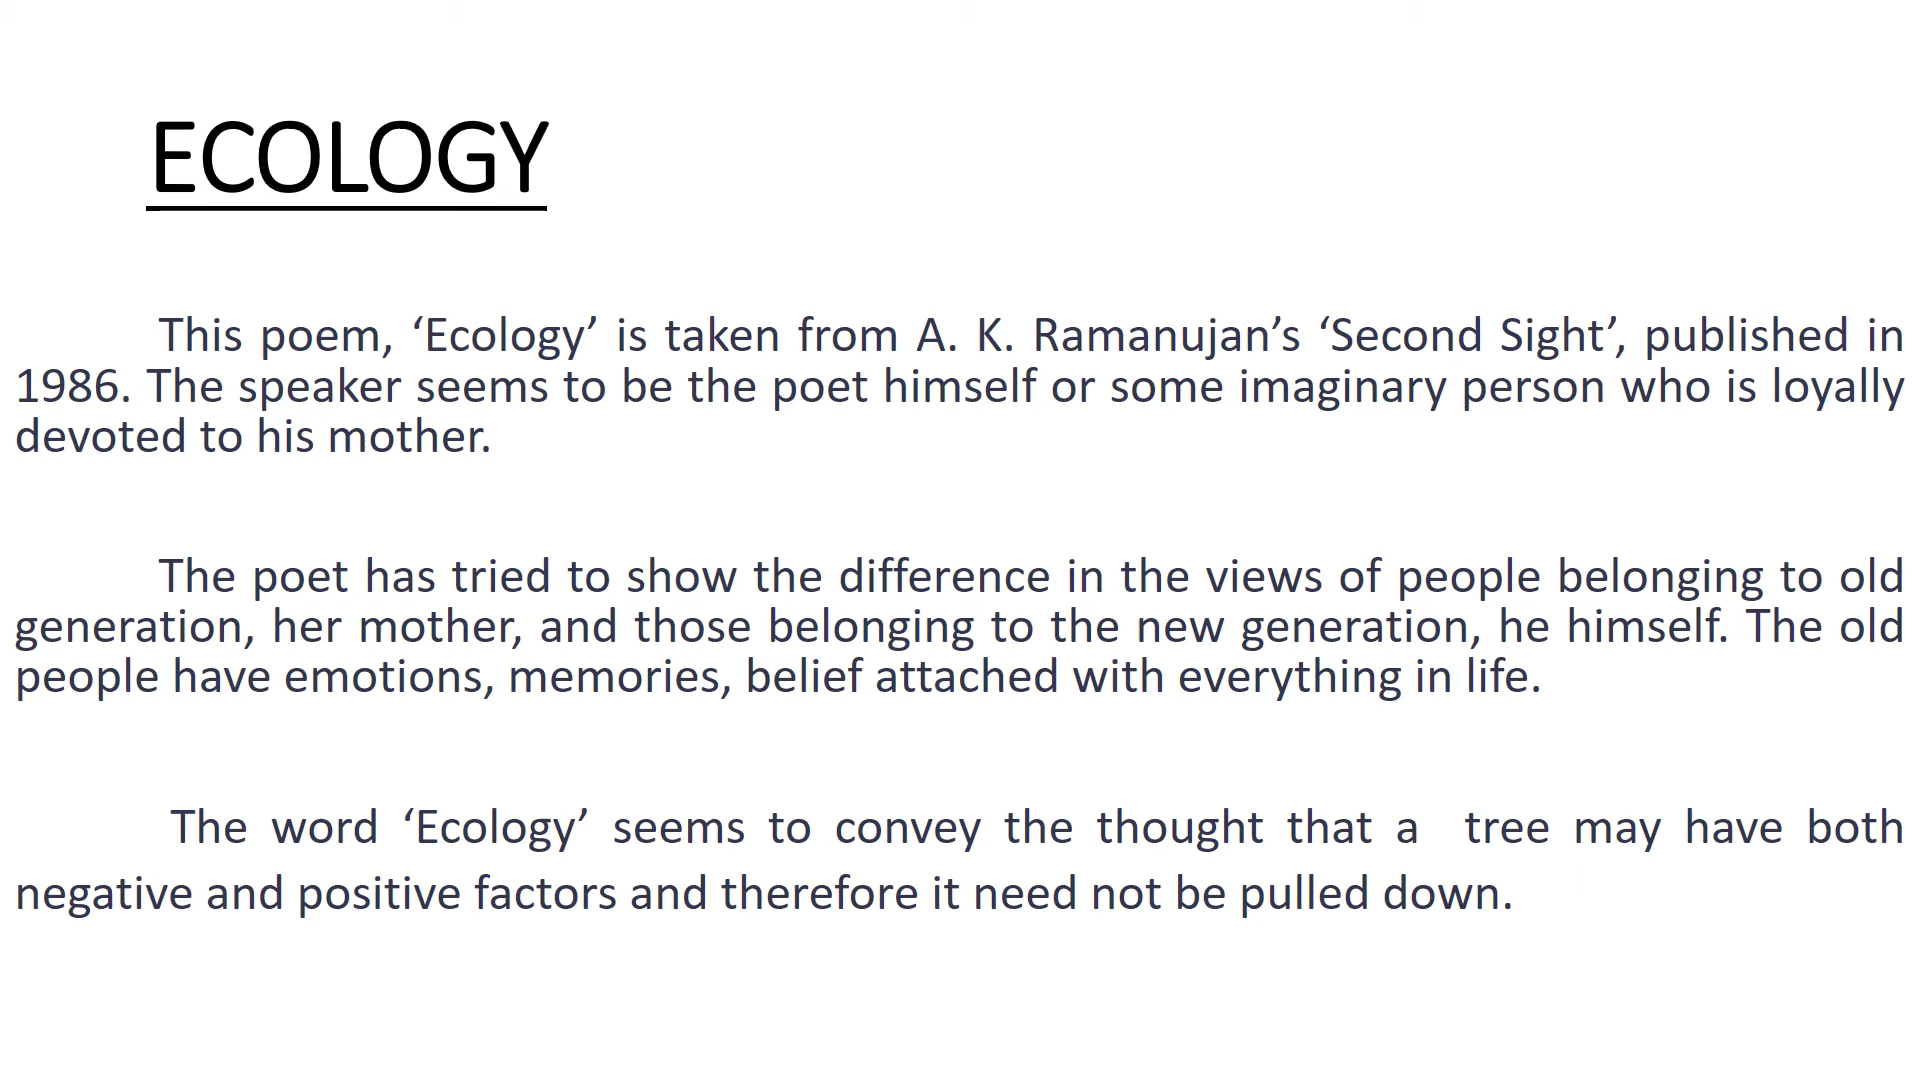 ECOLOGY
This poem, ‘Ecology’ is taken from A. K. Ramanujan’s ‘Second Sight’, published in
1986. The speaker seems to be the poet himself or some imaginary person who is loyally
devoted to his mother.
The poet has tried to show the difference in the views of people belonging to old
generation, her mother, and those belonging to the new generation, he himself. The old
people have emotions, memories, belief attached with everything in life.
The word ‘Ecology’ seems to convey the thought that a tree may have both
negative and positive factors and therefore it need not be pulled down.